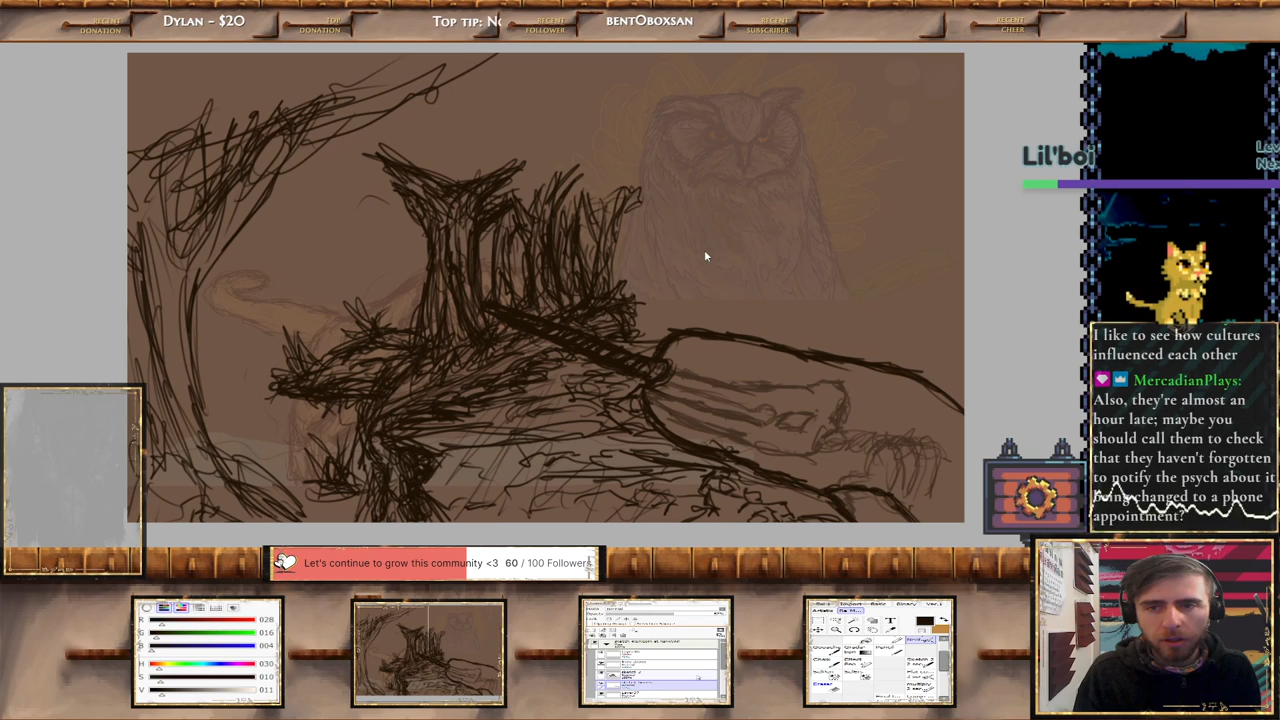 RECENT DONATION
Dylan - $20
TOP DONATION
Top tip: No
RECENT FOLLOWER
bentOboxsan
RECENT SUBSCRIBER
RECENT CHEER
Lil'boi
Lev
Nex
I like to see how cultures
influenced each other
MercadianPlays:
Also, they're almost an
hour late; maybe you
should call them to check
that they haven't forgotten
to notify the psych about it
being changed to a phone
appointment?
Let's continue to grow this community <3 60 / 100 Followers
R 028
G 016
B 004
H 030
S 010
V 011